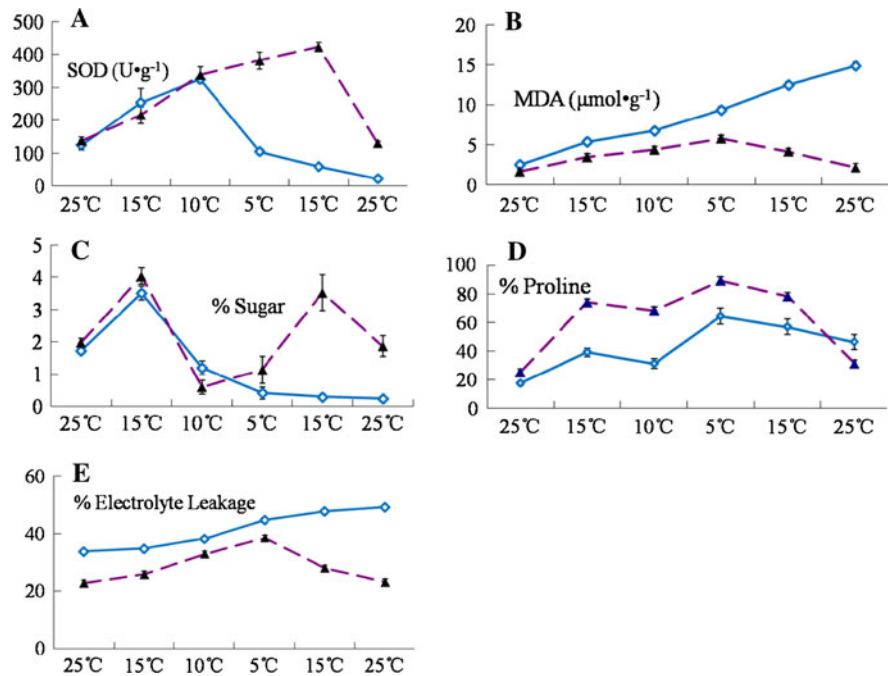 A
500
400
300
200
100
0
SOD (U•g⁻¹)
25℃ 15℃ 10℃ 5℃ 15℃ 25℃
B
20
15
10
5
0
MDA (μmol•g⁻¹)
25℃ 15℃ 10℃ 5℃ 15℃ 25℃
C
5
4
3
2
1
0
% Sugar
25℃ 15℃ 10℃ 5℃ 15℃ 25℃
D
100
80
60
40
20
0
% Proline
25℃ 15℃ 10℃ 5℃ 15℃ 25℃
E
60
40
20
0
% Electrolyte Leakage
25℃ 15℃ 10℃ 5℃ 15℃ 25℃